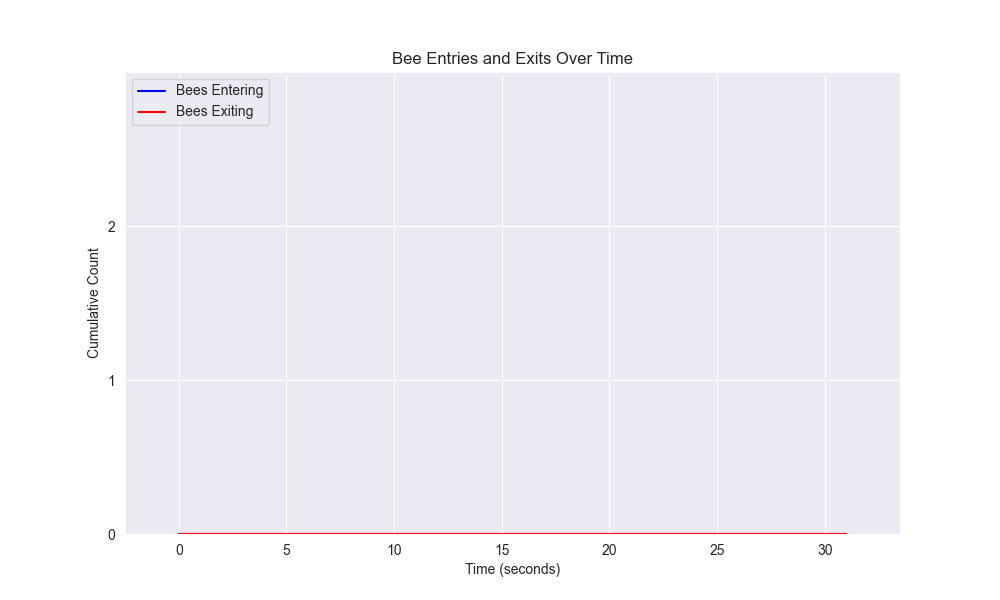 Bee Entries and Exits Over Time
Bees Entering
Bees Exiting
2
1
0
Cumulative Count
0 5 10 15 20 25 30
Time (seconds)